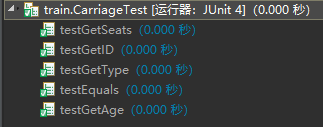 train.CarriageTest [运行器：JUnit 4] (0.000 秒)
testGetSeats (0.000 秒)
testGetID (0.000 秒)
testGetType (0.000 秒)
testEquals (0.000 秒)
testGetAge (0.000 秒)